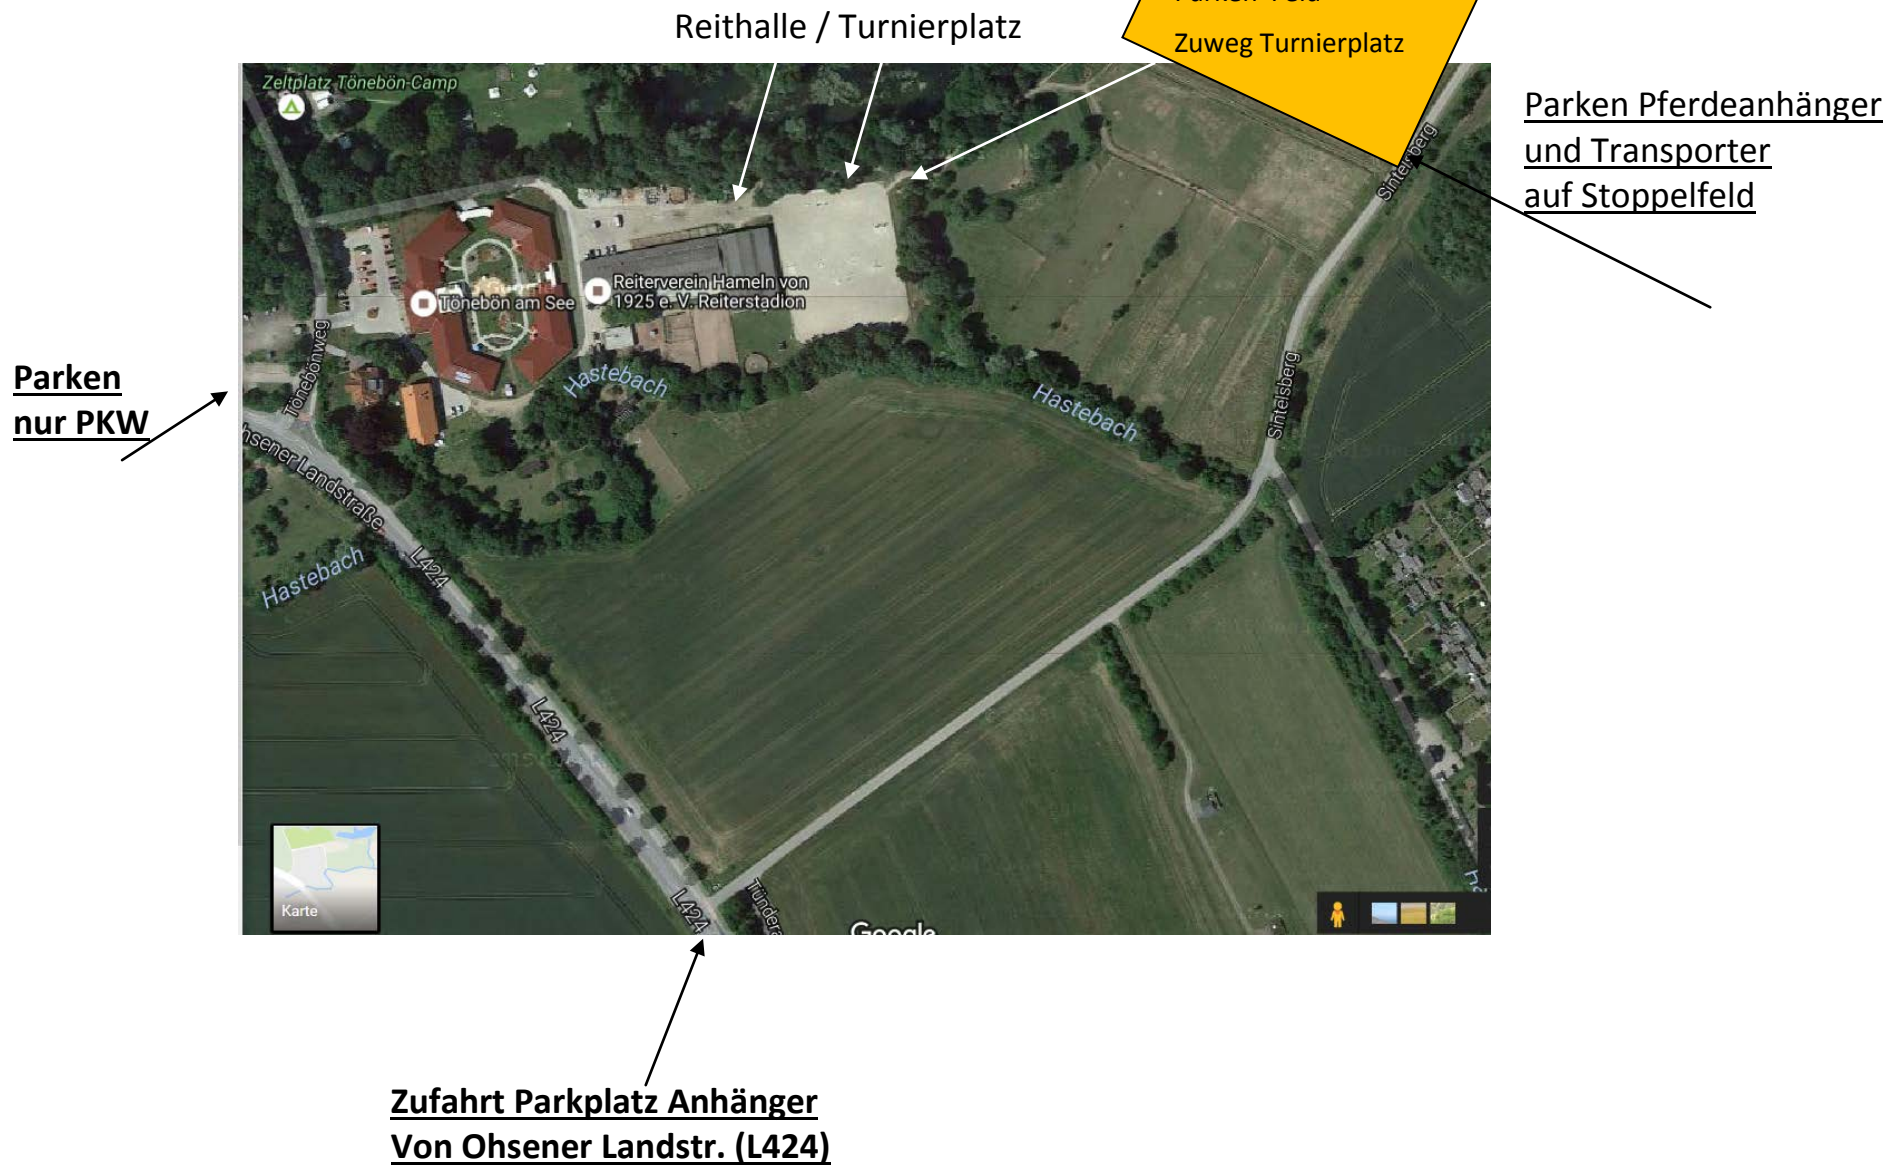 Reithalle / Turnierplatz
Zuweg Turnierplatz
Parken Pferdeanhänger
und Transporter
auf Stoppelfeld
Zeltplatz Tönebön-Camp
Sintelsberg
Reiterverein Hameln von
1925 e. V. Reiterstadion
Tönebön am See
Tönebönweg
Parken
nur PKW
Hastebach
Hastebach
Sintelsberg
hsener Landstraße
L424
Hastebach
L424
L424
Tündera
Karte
Google
Zufahrt Parkplatz Anhänger
Von Ohsener Landstr. (L424)